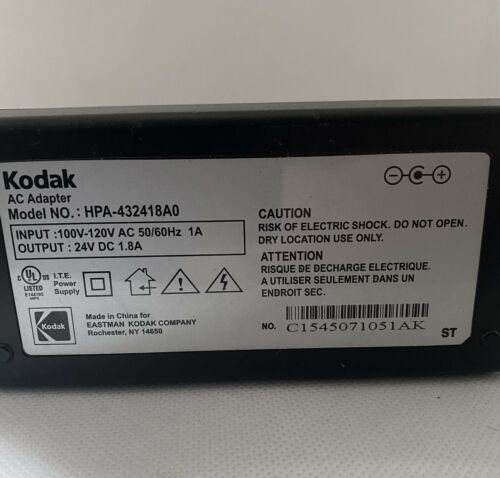 Kodak
AC Adapter
Model NO. : HPA-432418A0
INPUT :100V-120V AC 50/60Hz 1A
OUTPUT : 24V DC 1.8A
C UL US
LISTED
I.T.E.
Power
Supply
Kodak
Made in China for
EASTMAN KODAK COMPANY
Rochester, NY 14650
CAUTION
RISK OF ELECTRIC SHOCK. DO NOT OPEN.
DRY LOCATION USE ONLY.
ATTENTION
RISQUE DE DECHARGE ELECTRIQUE.
A UTILISER SEULEMENT DANS UN
ENDROIT SEC.
NO. C1545071051AK
ST